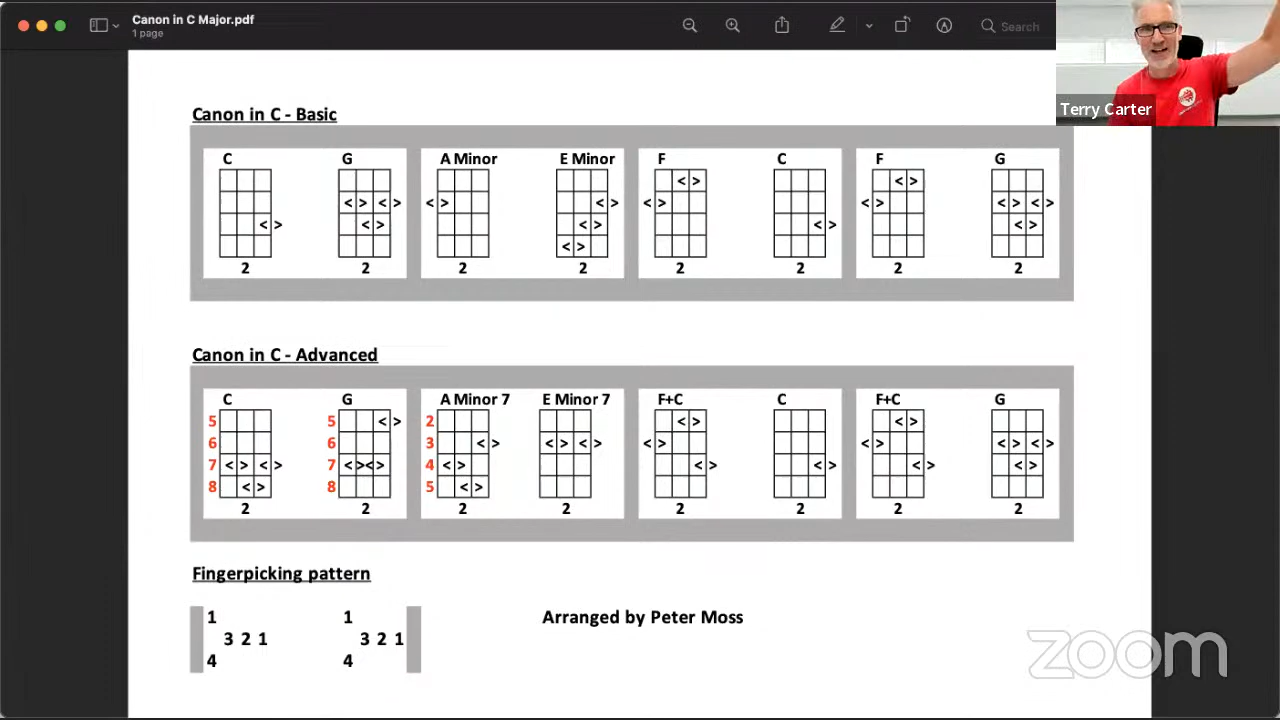 Canon in C Major.pdf
1 page
Search
Terry Carter
Canon in C - Basic
C G A Minor E Minor F C F G
2 2 2 2 2 2 2 2
Canon in C - Advanced
C G A Minor 7 E Minor 7 F+C C F+C G
5 5 2
6 6 3
7 7 4
8 8 5
2 2 2 2 2 2 2 2
Fingerpicking pattern
1 1 Arranged by Peter Moss
3 2 1 3 2 1
4 4
zoom